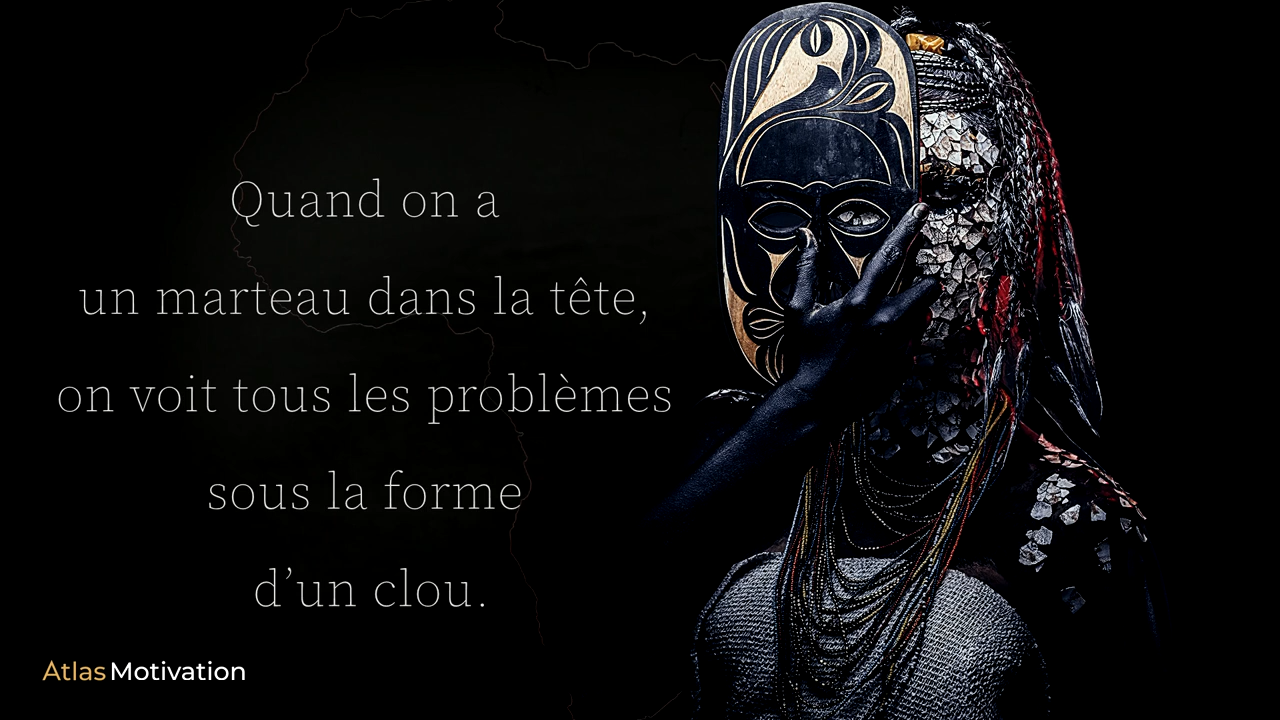 Quand on a
un marteau dans la tête,
on voit tous les problèmes
sous la forme
d’un clou.
Atlas Motivation